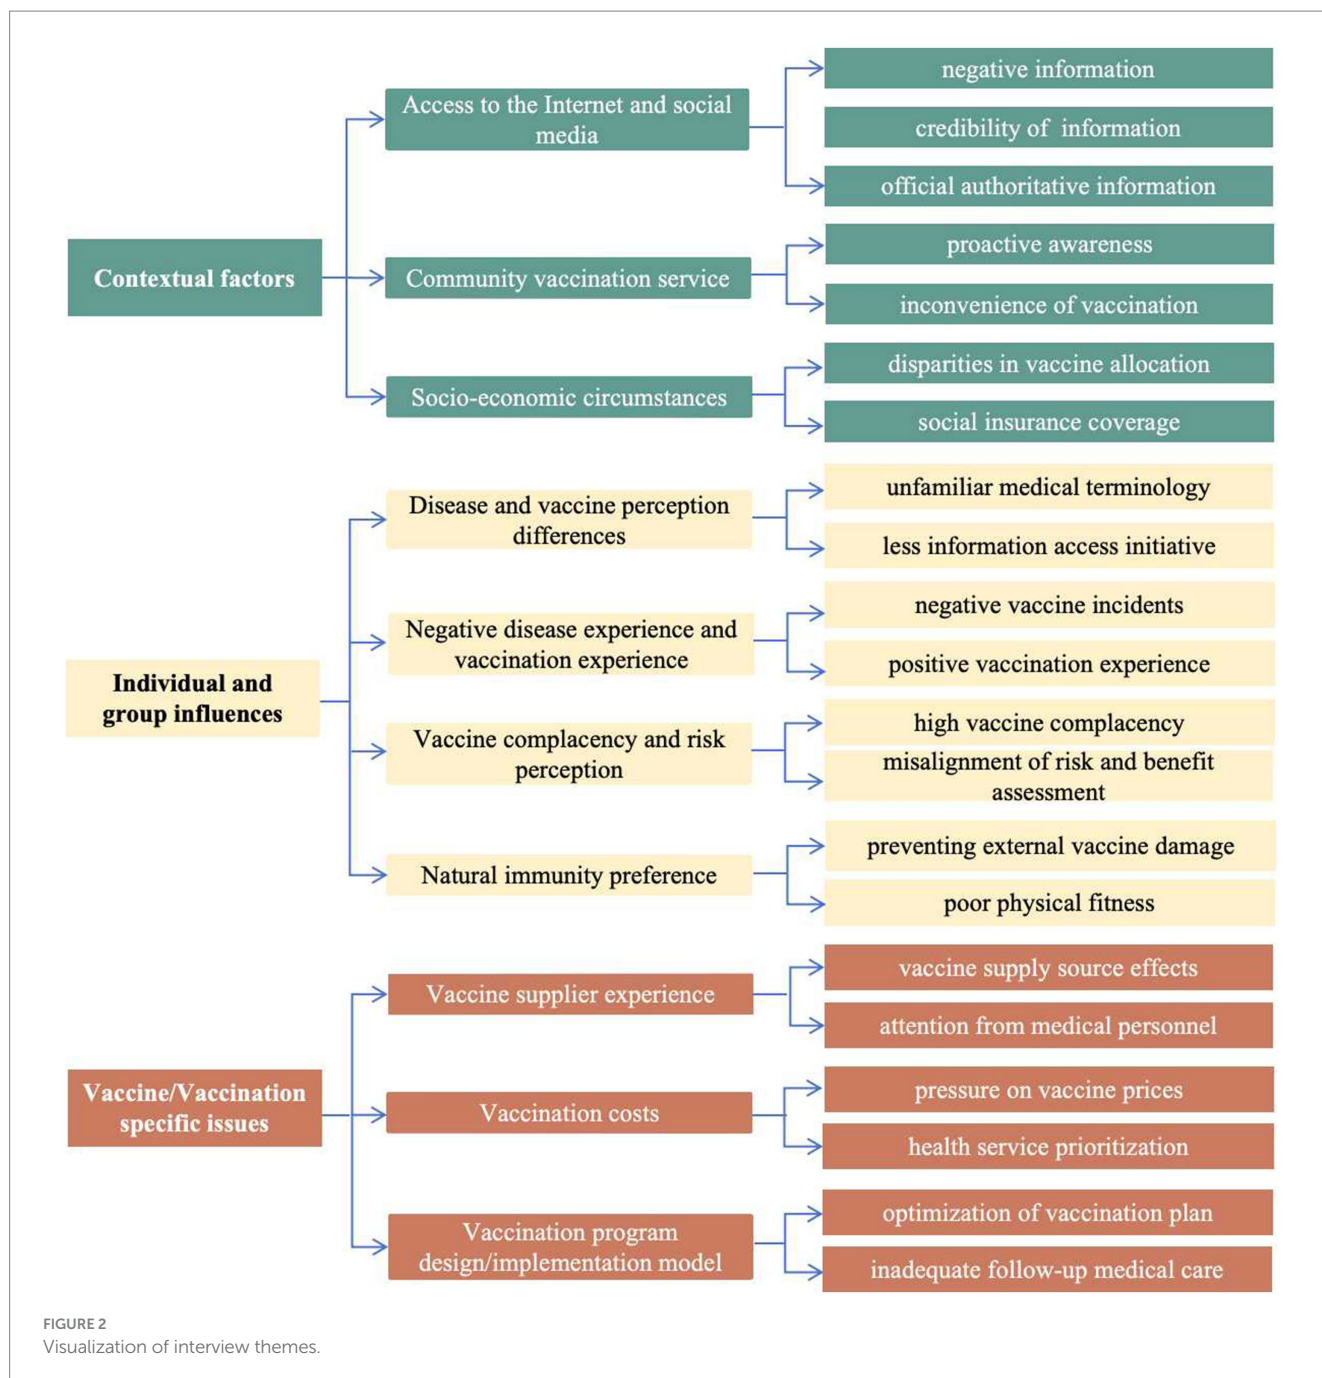 Contextual factors
Access to the Internet and social
media
negative information
credibility of information
official authoritative information
Community vaccination service
proactive awareness
inconvenience of vaccination
Socio-economic circumstances
disparities in vaccine allocation
social insurance coverage
Individual and
group influences
Disease and vaccine perception
differences
unfamiliar medical terminology
less information access initiative
Negative disease experience and
vaccination experience
negative vaccine incidents
positive vaccination experience
Vaccine complacency and risk
perception
high vaccine complacency
misalignment of risk and benefit
assessment
Natural immunity preference
preventing external vaccine damage
poor physical fitness
Vaccine/Vaccination
specific issues
Vaccine supplier experience
vaccine supply source effects
attention from medical personnel
Vaccination costs
pressure on vaccine prices
health service prioritization
Vaccination program
design/implementation model
optimization of vaccination plan
inadequate follow-up medical care
FIGURE 2
Visualization of interview themes.